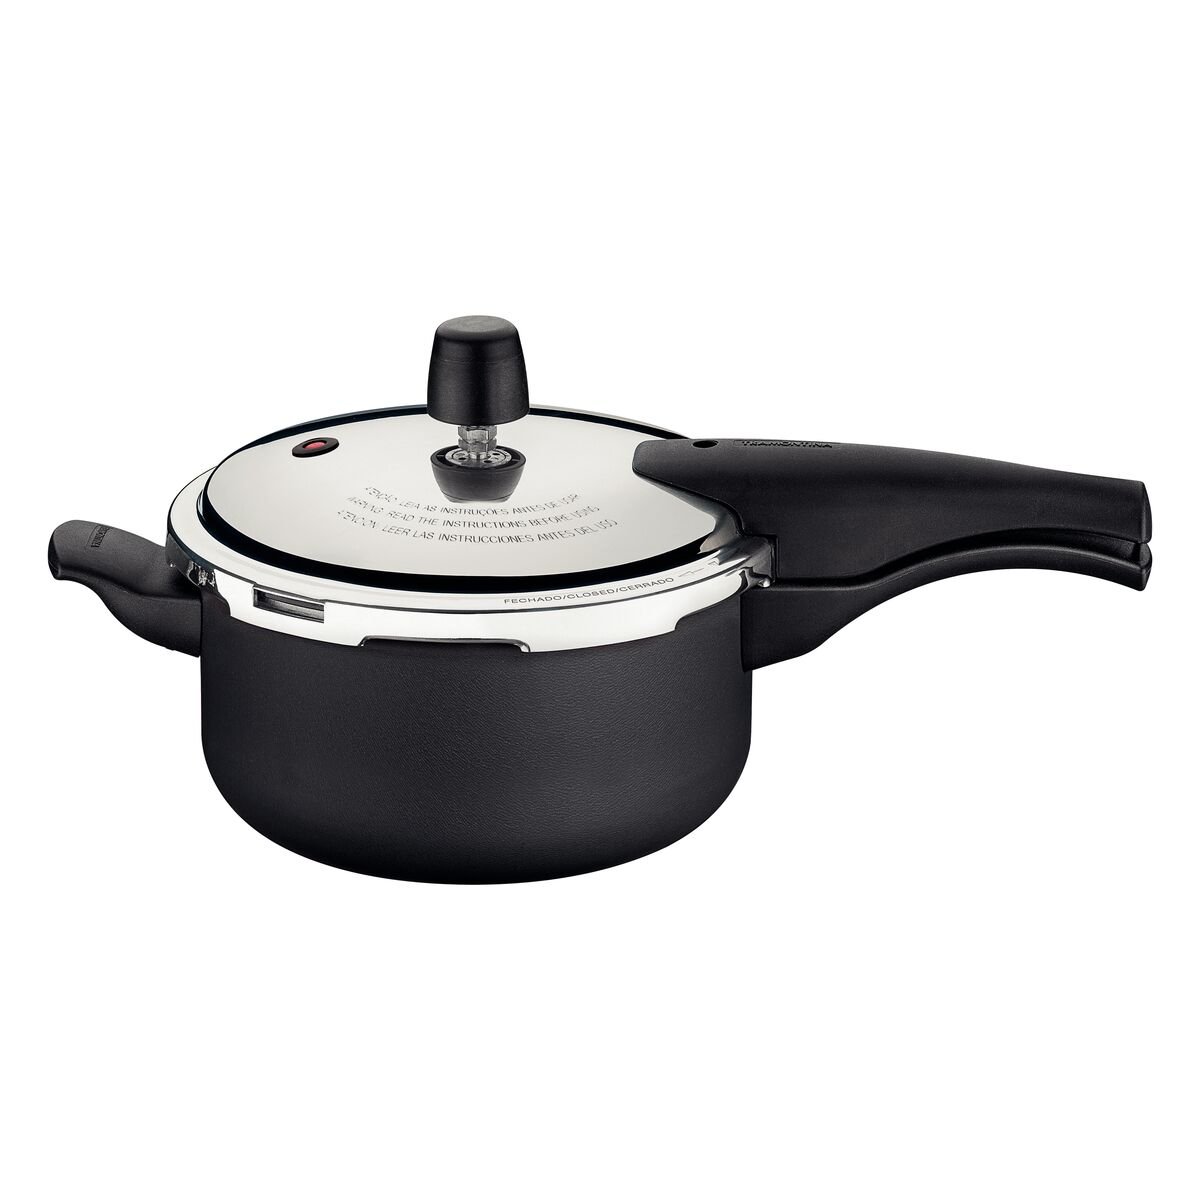 TRAMONTINA
ATENÇÃO: LEIA AS INSTRUÇÕES ANTES DE USAR
WARNING: READ THE INSTRUCTIONS BEFORE USING
ATENCION: LEER LAS INSTRUCCIONES ANTES DEL USO
FECHADO/CLOSED/CERRADO